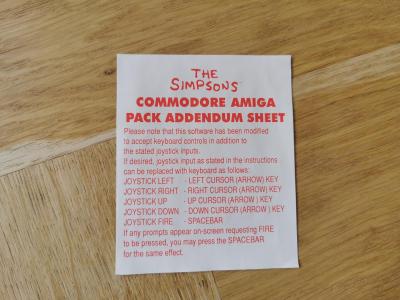 THE
SIMPSONS
COMMODORE AMIGA
PACK ADDENDUM SHEET
Please note that this software has been modified
to accept keyboard controls in addition to
the stated joystick inputs.
If desired, joystick input as stated in the instructions
can be replaced with keyboard as follows:
JOYSTICK LEFT - LEFT CURSOR (ARROW) KEY
JOYSTICK RIGHT - RIGHT CURSOR (ARROW) KEY
JOYSTICK UP - UP CURSOR (ARROW ) KEY
JOYSTICK DOWN - DOWN CURSOR (ARROW ) KEY
JOYSTICK FIRE - SPACEBAR
If any prompts appear on-screen requesting FIRE
to be pressed, you may press the SPACEBAR
for the same effect.